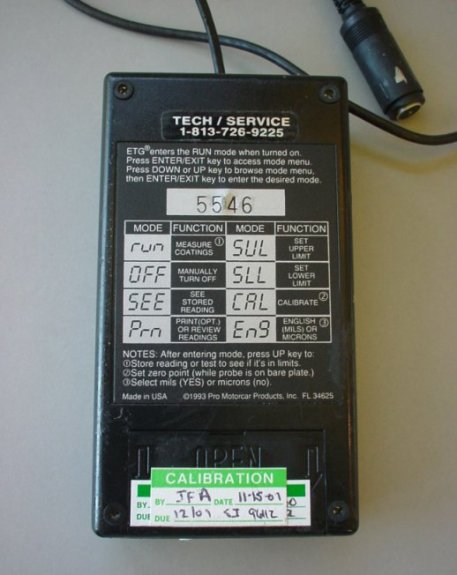 TECH / SERVICE
1-813-726-9225
ETG® enters the RUN mode when turned on.
Press ENTER/EXIT key to access mode menu.
Press DOWN or UP key to browse mode menu,
then ENTER/EXIT key to enter the desired mode.
5546
MODE FUNCTION MODE FUNCTION
run MEASURE COATINGS ① SUL SET UPPER LIMIT
OFF MANUALLY TURN OFF SLL SET LOWER LIMIT
SEE SEE STORED READING CAL CALIBRATE ②
Prn PRINT(OPT.) OR REVIEW READINGS Eng ENGLISH ③ (MILS) OR MICRONS
NOTES: After entering mode, press UP key to:
①Store reading or test to see if it's in limits.
②Set zero point (while probe is on bare plate.)
③Select mils (YES) or microns (no).
Made in USA ©1993 Pro Motorcar Products, Inc. FL 34625
OPEN
CALIBRATION
BY BY JFA DATE 11-15-01
DUE DUE 12/01